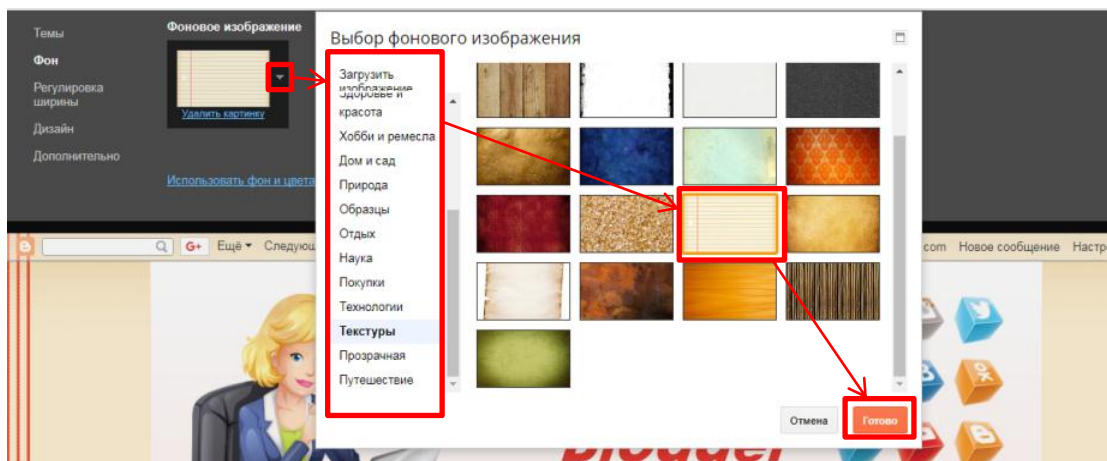 Темы
Фон
Регулировка
ширины
Дизайн
Дополнительно
Фоновое изображение
Удалить картинку
Использовать фон и цвета
Выбор фонового изображения
Загрузить
изображение
Здоровье и
красота
Хобби и ремесла
Дом и сад
Природа
Образцы
Отдых
Наука
Покупки
Технологии
Текстуры
Прозрачная
Путешествие
Отмена
Готово
G+ Ещё Следующ
com Новое сообщение Настр
blogger